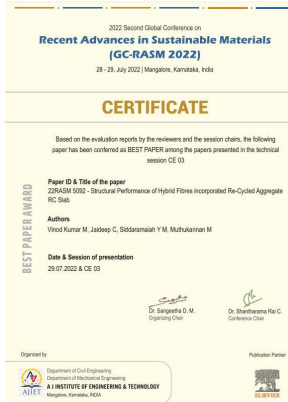 2022 Second Global Conference on
Recent Advances in Sustainable Materials
(GC-RASM 2022)
28 - 29, July 2022 | Mangalore, Karnataka, India
CERTIFICATE
Based on the evaluation reports by the reviewers and the session chairs, the following
paper has been conferred as BEST PAPER among the papers presented in the technical
session CE 03
BEST PAPER AWARD
Paper ID & Title of the paper
22RASM 5092 - Structural Performance of Hybrid Fibres incorporated Re-Cycled Aggregate
RC Slab
Authors
Vinod Kumar M, Jaideep C, Siddaramaiah Y M, Muthukannan M
Date & Session of presentation
29.07.2022 & CE 03
Dr. Sangeetha D. M.
Organizing Chair
Dr. Shantharama Rai C.
Conference Chair
Organized by
Publication Partner
AJIET
Department of Civil Engineering
Department of Mechanical Engineering
A J INSTITUTE OF ENGINEERING & TECHNOLOGY
Mangalore, Karnataka, INDIA
ELSEVIER